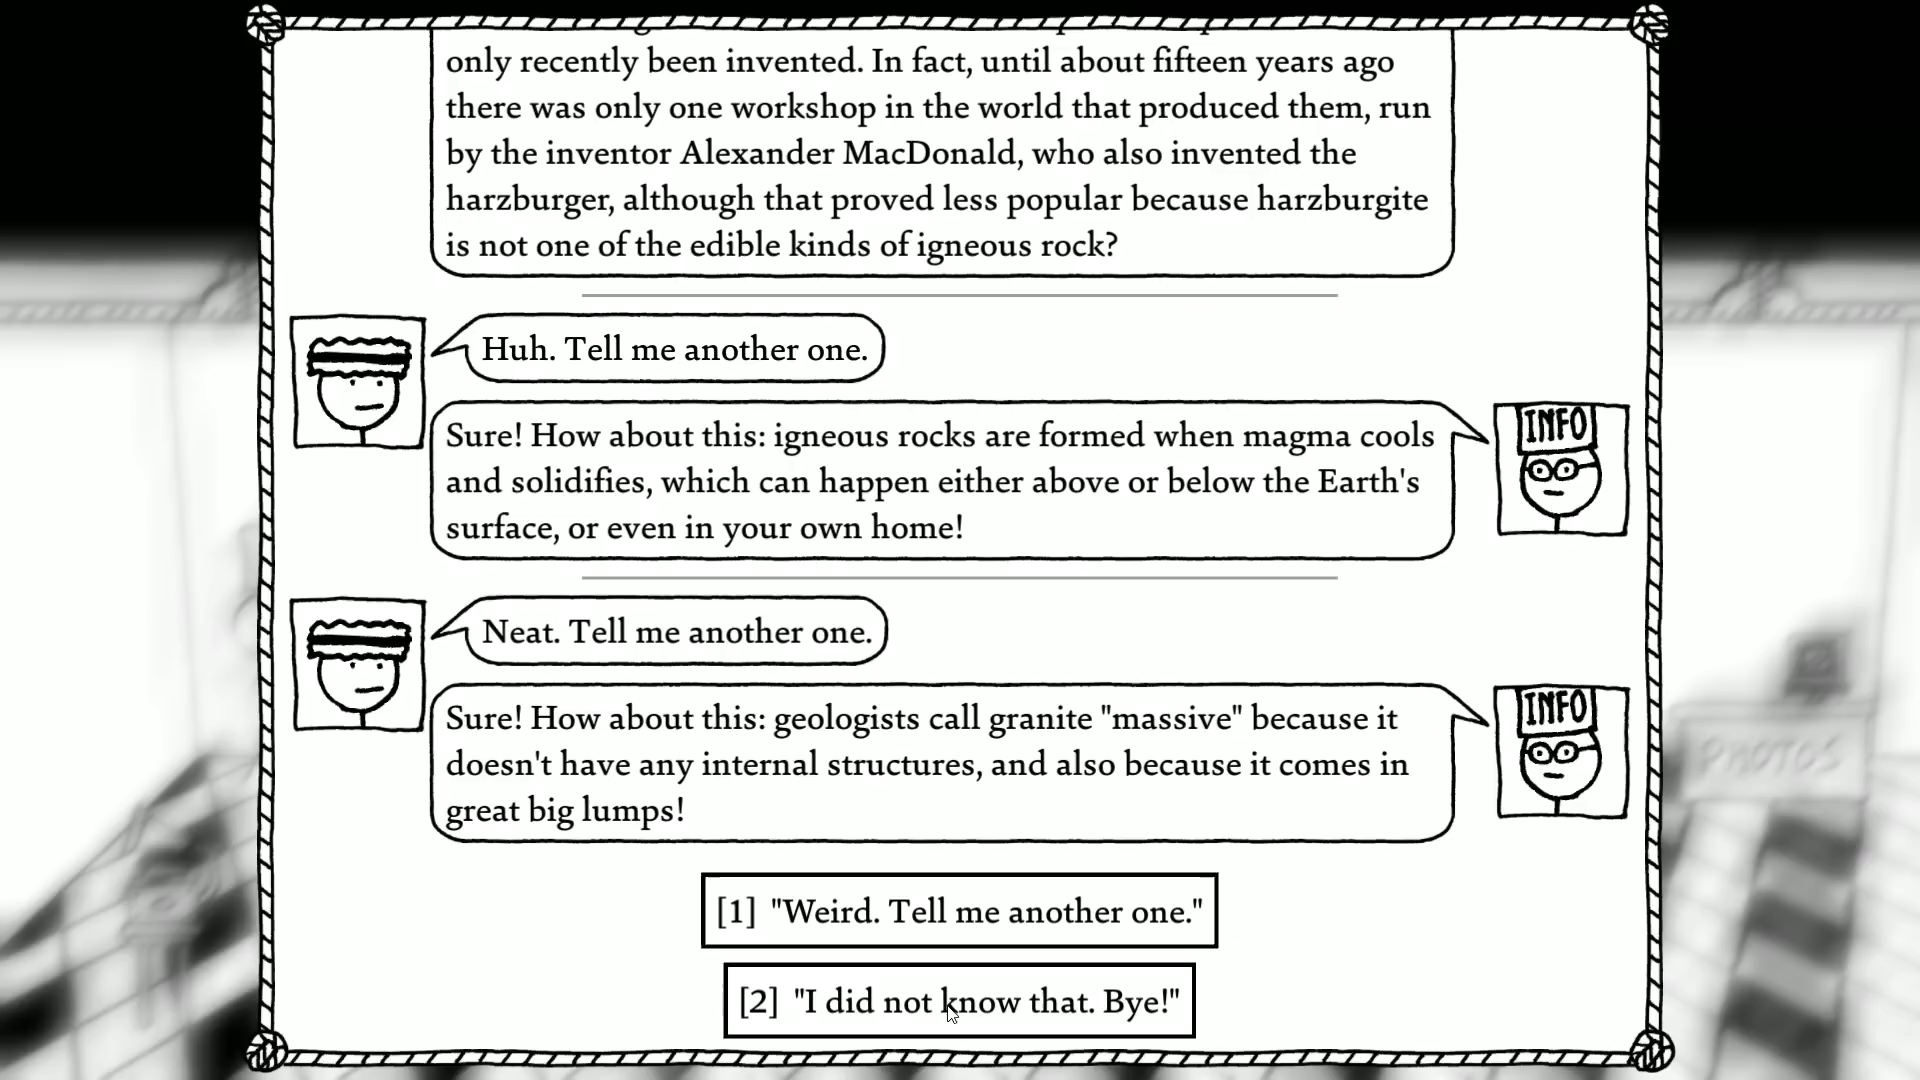 only recently been invented. In fact, until about fifteen years ago
there was only one workshop in the world that produced them, run
by the inventor Alexander MacDonald, who also invented the
harzburger, although that proved less popular because harzburgite
is not one of the edible kinds of igneous rock?
Huh. Tell me another one.
INFO
Sure! How about this: igneous rocks are formed when magma cools
and solidifies, which can happen either above or below the Earth's
surface, or even in your own home!
Neat. Tell me another one.
INFO
Sure! How about this: geologists call granite "massive" because it
doesn't have any internal structures, and also because it comes in
great big lumps!
PHOTOS
[1] "Weird. Tell me another one."
[2] "I did not know that. Bye!"